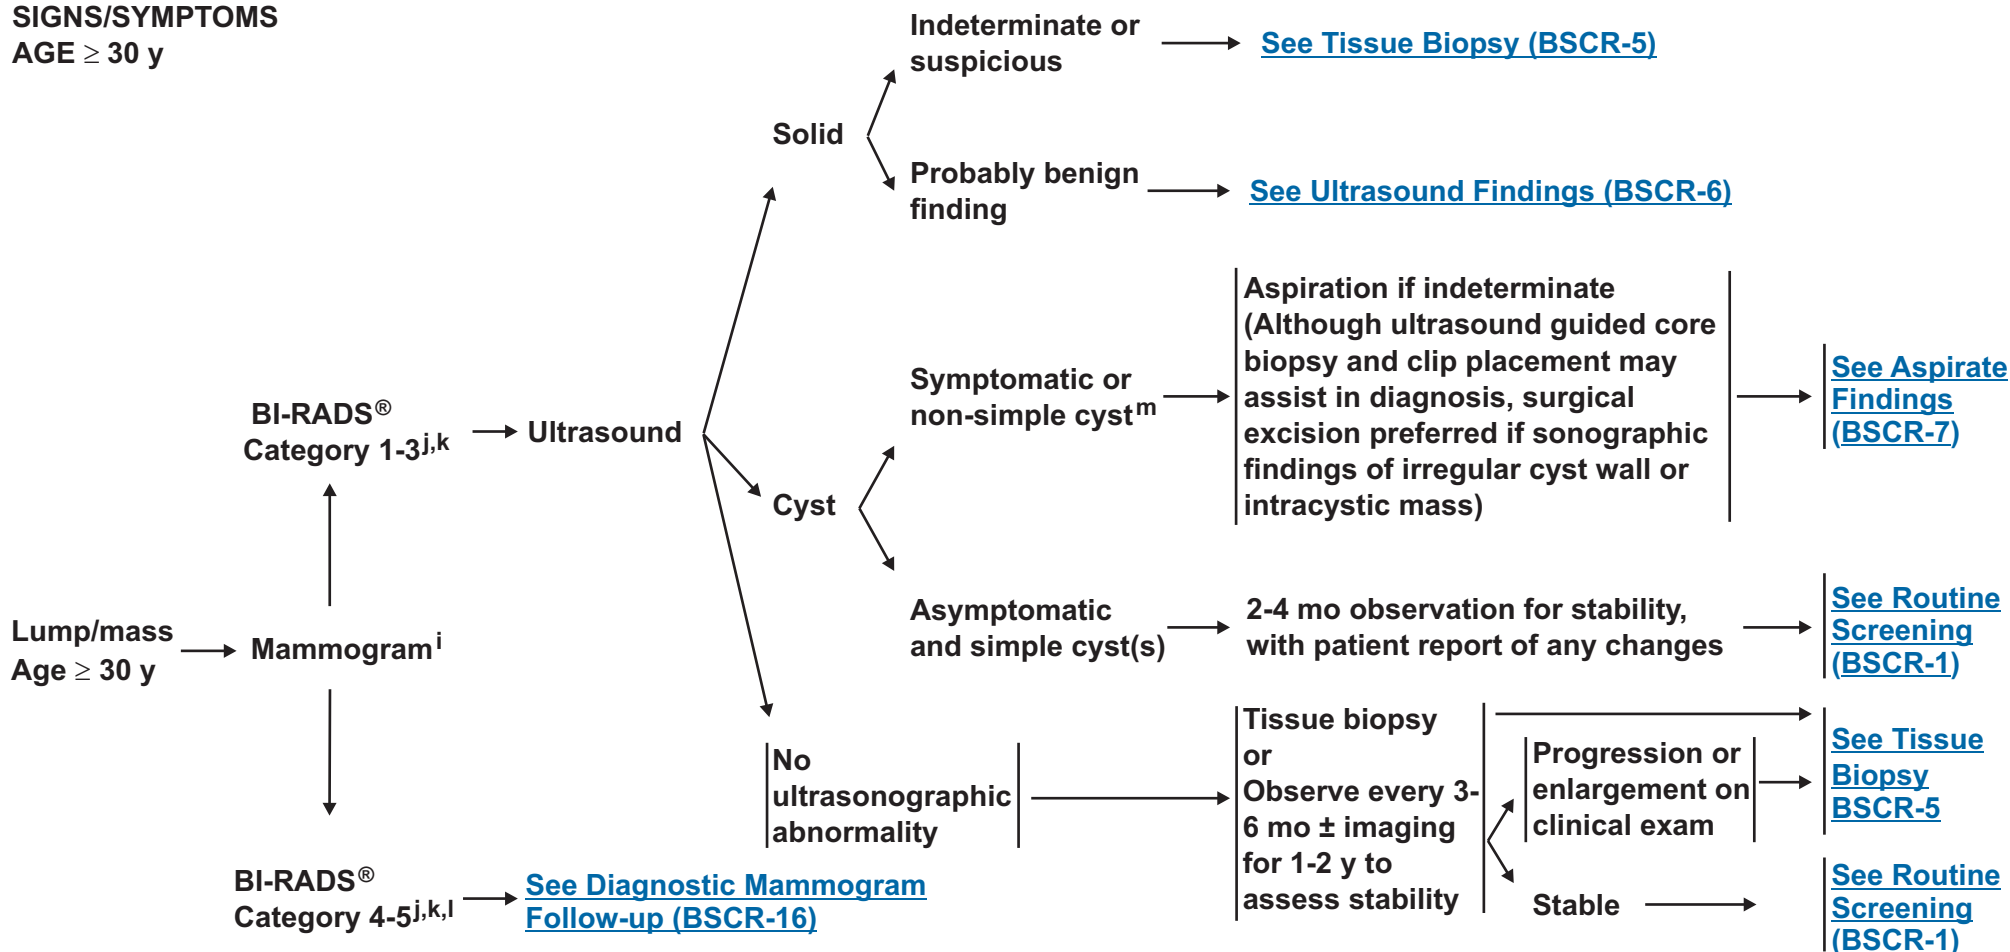 SIGNS/SYMPTOMS
AGE ≥ 30 y
Lump/mass
Age ≥ 30 y
Mammogramⁱ
BI-RADS®
Category 1-3ʲ,ᵏ
Ultrasound
Solid
Indeterminate or
suspicious
See Tissue Biopsy (BSCR-5)
Probably benign
finding
See Ultrasound Findings (BSCR-6)
Cyst
Symptomatic or
non-simple cystᵐ
Aspiration if indeterminate
(Although ultrasound guided core
biopsy and clip placement may
assist in diagnosis, surgical
excision preferred if sonographic
findings of irregular cyst wall or
intracystic mass)
See Aspirate
Findings
(BSCR-7)
Asymptomatic
and simple cyst(s)
2-4 mo observation for stability,
with patient report of any changes
See Routine
Screening
(BSCR-1)
No
ultrasonographic
abnormality
Tissue biopsy
or
Observe every 3-
6 mo ± imaging
for 1-2 y to
assess stability
Progression or
enlargement on
clinical exam
See Tissue
Biopsy
BSCR-5
Stable
See Routine
Screening
(BSCR-1)
BI-RADS®
Category 4-5ʲ,ᵏ,ˡ
See Diagnostic Mammogram
Follow-up (BSCR-16)